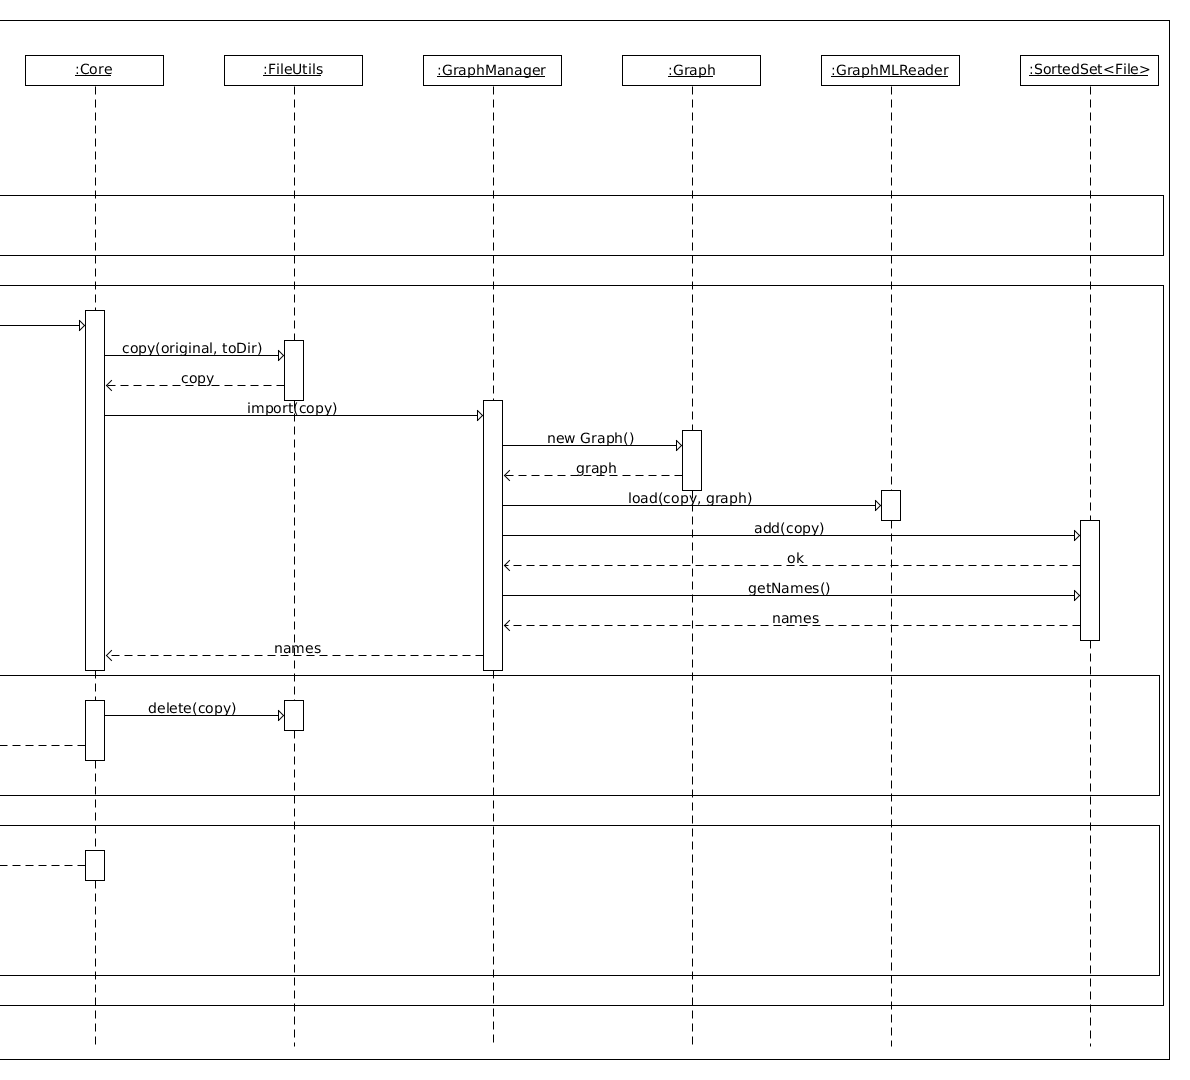 :Core
:FileUtils
:GraphManager
:Graph
:GraphMLReader
:SortedSet<File>
copy(original, toDir)
copy
import(copy)
new Graph()
graph
load(copy, graph)
add(copy)
ok
getNames()
names
names
delete(copy)